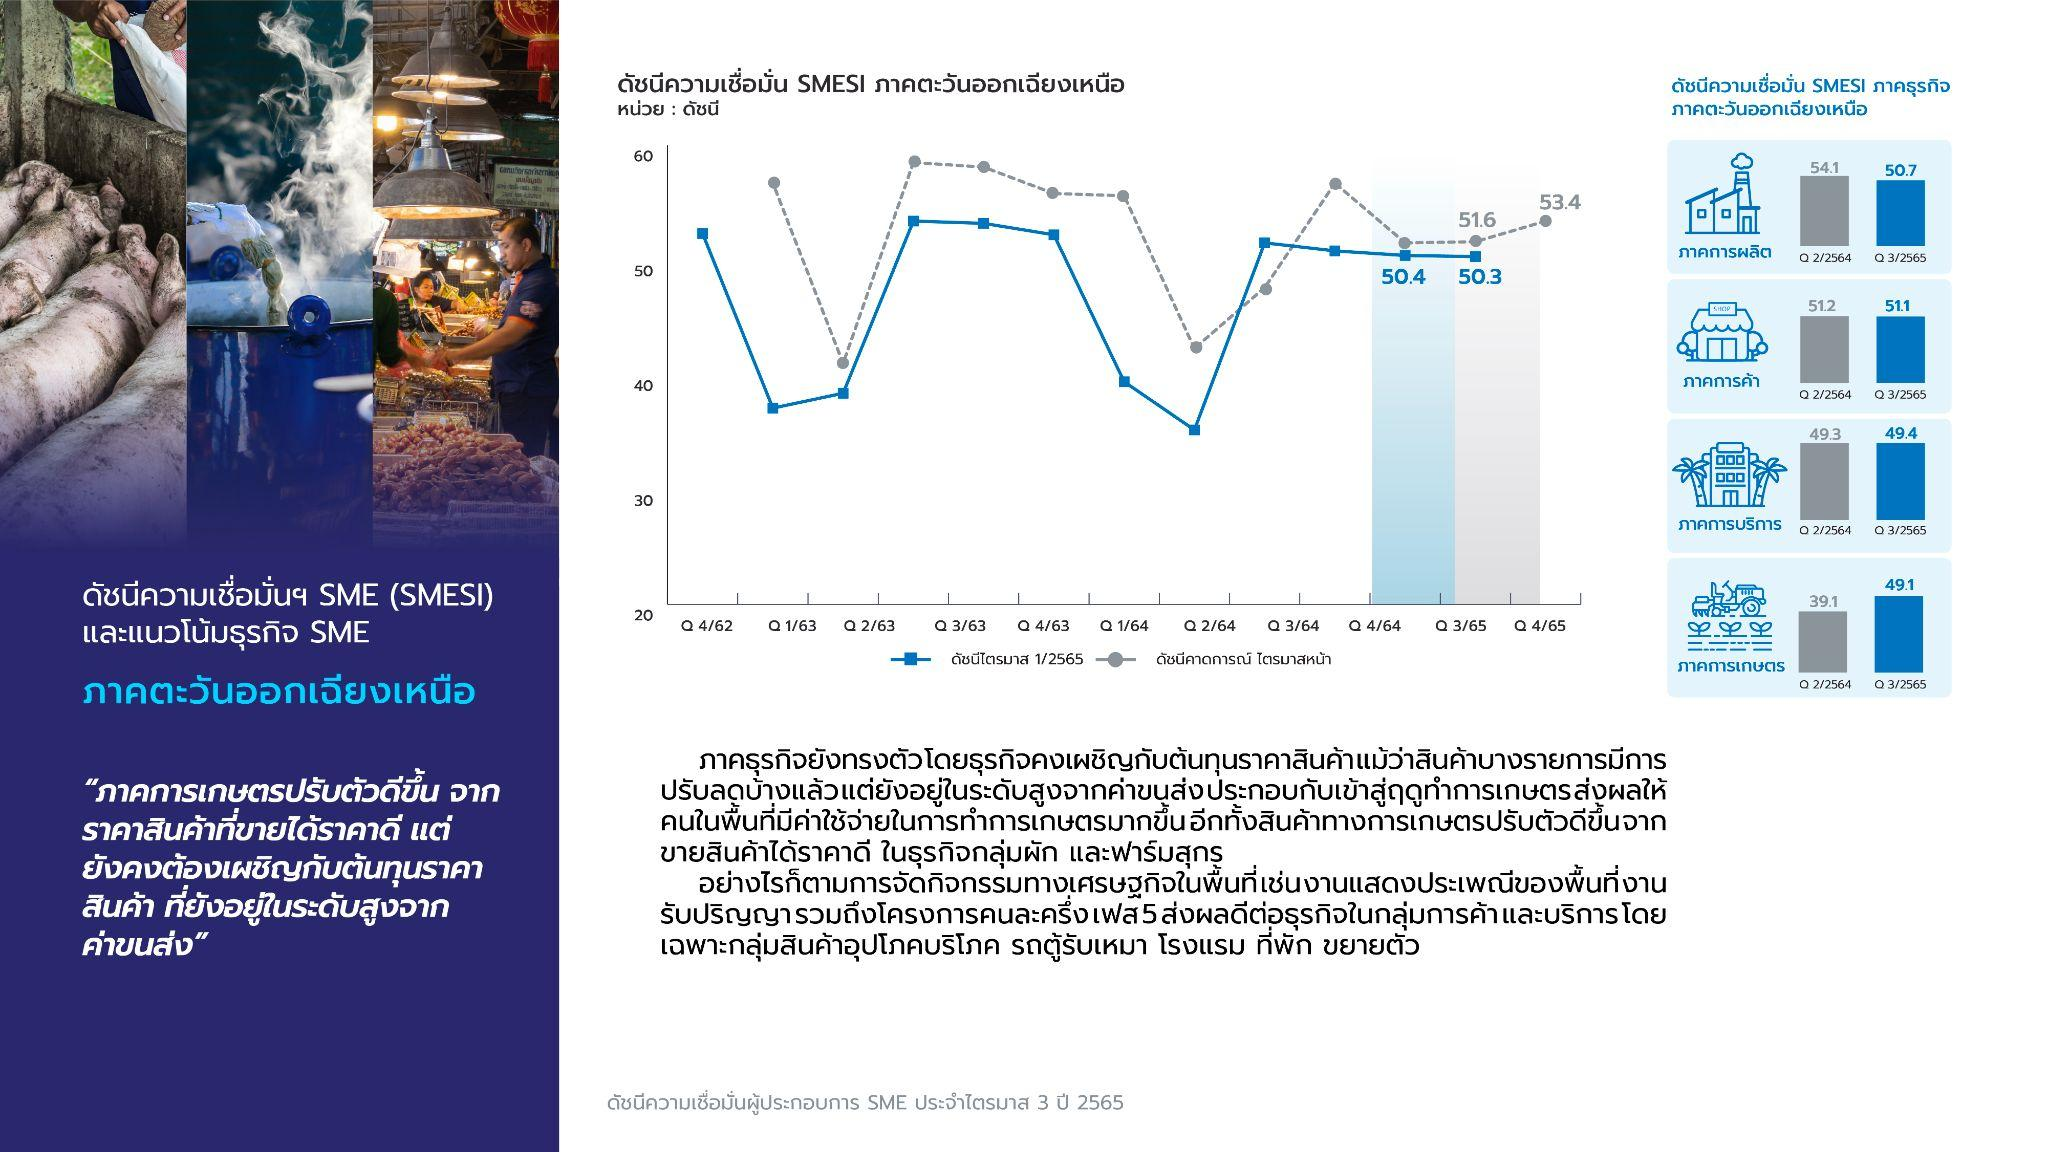 ดัชนีความเชื่อมั่นฯ SME (SMESI)
และแนวโน้มธุรกิจ SME
ภาคตะวันออกเฉียงเหนือ
“ภาคการเกษตรปรับตัวดีขึ้น จาก
ราคาสินค้าที่ขายได้ราคาดี แต่
ยังคงต้องเผชิญกับต้นทุนราคา
สินค้า ที่ยังอยู่ในระดับสูงจาก
ค่าขนส่ง”
ดัชนีความเชื่อมั่น SMESI ภาคตะวันออกเฉียงเหนือ
หน่วย : ดัชนี
60
50
40
30
20
51.6
53.4
50.4
50.3
Q 4/62 Q 1/63 Q 2/63 Q 3/63 Q 4/63 Q 1/64 Q 2/64 Q 3/64 Q 4/64 Q 3/65 Q 4/65
ดัชนีไตรมาส 1/2565 ดัชนีคาดการณ์ ไตรมาสหน้า
ดัชนีความเชื่อมั่น SMESI ภาคธุรกิจ
ภาคตะวันออกเฉียงเหนือ
54.1 50.7
ภาคการผลิต
Q 2/2564 Q 3/2565
51.2 51.1
SHOP
ภาคการค้า
Q 2/2564 Q 3/2565
49.3 49.4
ภาคการบริการ
Q 2/2564 Q 3/2565
39.1 49.1
ภาคการเกษตร
Q 2/2564 Q 3/2565
ภาคธุรกิจยังทรงตัวโดยธุรกิจคงเผชิญกับต้นทุนราคาสินค้าแม้ว่าสินค้าบางรายการมีการ
ปรับลดบ้างแล้วแต่ยังอยู่ในระดับสูงจากค่าขนส่งประกอบกับเข้าสู่ฤดูทำการเกษตรส่งผลให้
คนในพื้นที่มีค่าใช้จ่ายในการทำการเกษตรมากขึ้นอีกทั้งสินค้าทางการเกษตรปรับตัวดีขึ้นจาก
ขายสินค้าได้ราคาดี ในธุรกิจกลุ่มผัก และฟาร์มสุกร
อย่างไรก็ตามการจัดกิจกรรมทางเศรษฐกิจในพื้นที่เช่นงานแสดงประเพณีของพื้นที่งาน
รับปริญญารวมถึงโครงการคนละครึ่งเฟส5ส่งผลดีต่อธุรกิจในกลุ่มการค้าและบริการโดย
เฉพาะกลุ่มสินค้าอุปโภคบริโภค รถตู้รับเหมา โรงแรม ที่พัก ขยายตัว
ดัชนีความเชื่อมั่นผู้ประกอบการ SME ประจำไตรมาส 3 ปี 2565